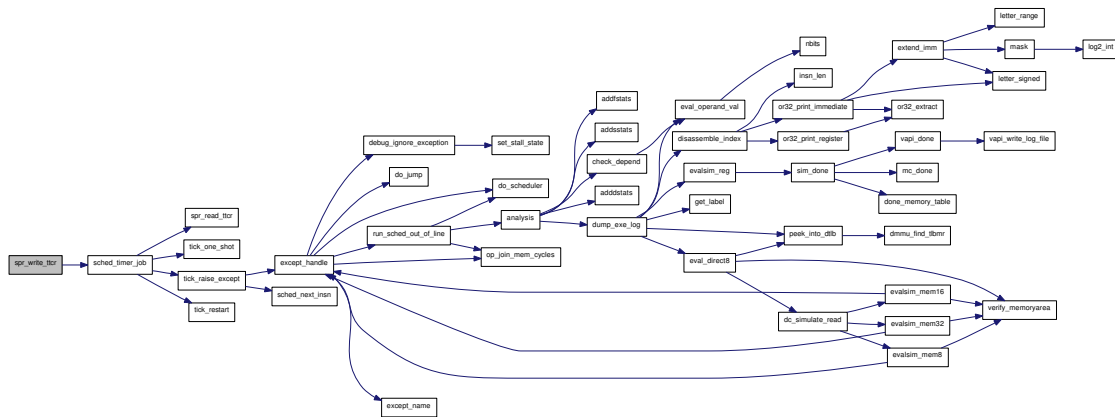 letter_range
nbits
extend_imm
mask
log2_int
insn_len
letter_signed
addfstats
eval_operand_val
or32_print_immediate
or32_extract
addsstats
debug_ignore_exception
set_stall_state
disassemble_index
or32_print_register
vapi_done
vapi_write_log_file
check_depend
do_jump
evalsim_reg
sim_done
mc_done
do_scheduler
adddstats
get_label
done_memory_table
spr_read_ttcr
analysis
dump_exe_log
run_sched_out_of_line
peek_into_dtlb
dmmu_find_tlbmr
tick_one_shot
op_join_mem_cycles
spr_write_ttcr
sched_timer_job
except_handle
eval_direct8
tick_raise_except
sched_next_insn
evalsim_mem16
tick_restart
verify_memoryarea
dc_simulate_read
evalsim_mem32
evalsim_mem8
except_name